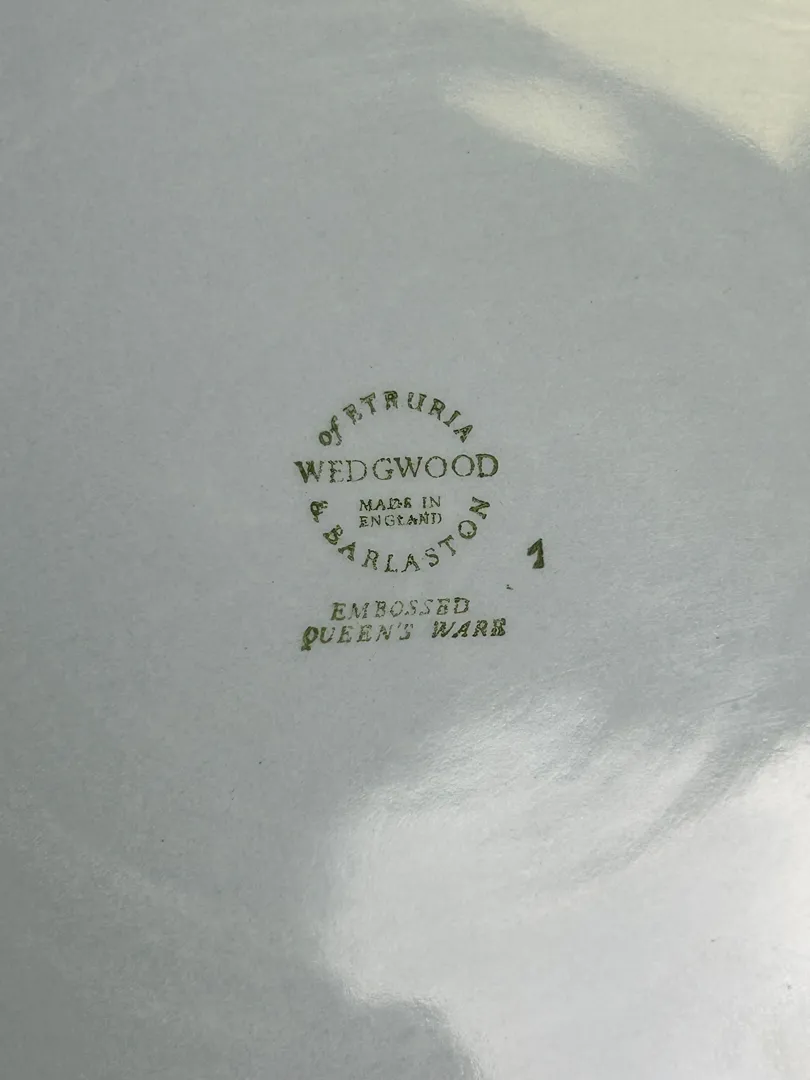 of ETRURIA
WEDGWOOD
MADE IN
ENGLAND
& BARLASTON
1
EMBOSSED
QUEEN'S WARE